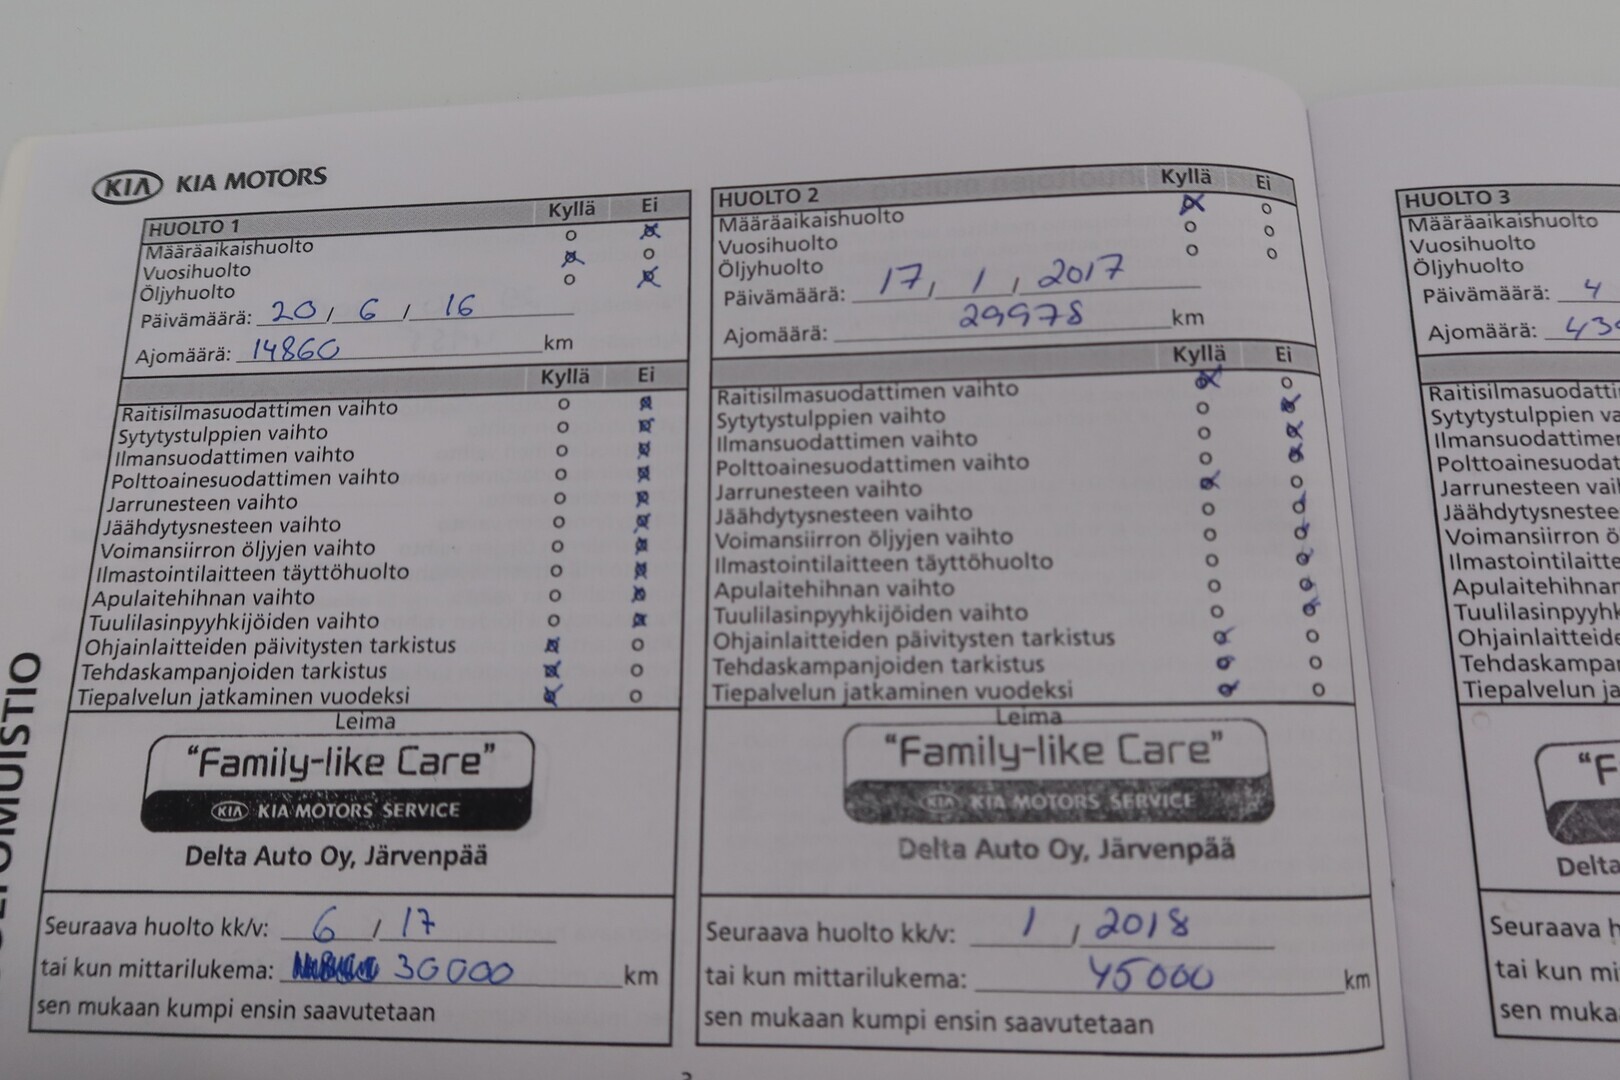 KIA KIA MOTORS
HUOLTO 1 Kyllä Ei
Määräaikaishuolto
Vuosihuolto
Öljyhuolto
Päivämäärä: 20 / 6 / 16
Ajomäärä: 14860 km
Kyllä Ei
Raitisilmasuodattimen vaihto
Sytytystulppien vaihto
Ilmansuodattimen vaihto
Polttoainesuodattimen vaihto
Jarrunesteen vaihto
Jäähdytysnesteen vaihto
Voimansiirron öljyjen vaihto
Ilmastointilaitteen täyttöhuolto
Apulaitehihnan vaihto
Tuulilasinpyyhkijöiden vaihto
Ohjainlaitteiden päivitysten tarkistus
Tehdaskampanjoiden tarkistus
Tiepalvelun jatkaminen vuodeksi
Leima
"Family-like Care"
KIA KIA MOTORS SERVICE
Delta Auto Oy, Järvenpää
Seuraava huolto kk/v: 6 / 17
tai kun mittarilukema: 30000 km
sen mukaan kumpi ensin saavutetaan
HUOLTO 2 Kyllä Ei
Määräaikaishuolto
Vuosihuolto
Öljyhuolto
Päivämäärä: 17, 1 / 2017
Ajomäärä: 29978 km
Kyllä Ei
Raitisilmasuodattimen vaihto
Sytytystulppien vaihto
Ilmansuodattimen vaihto
Polttoainesuodattimen vaihto
Jarrunesteen vaihto
Jäähdytysnesteen vaihto
Voimansiirron öljyjen vaihto
Ilmastointilaitteen täyttöhuolto
Apulaitehihnan vaihto
Tuulilasinpyyhkijöiden vaihto
Ohjainlaitteiden päivitysten tarkistus
Tehdaskampanjoiden tarkistus
Tiepalvelun jatkaminen vuodeksi
Leima
"Family-like Care"
KIA KIA MOTORS SERVICE
Delta Auto Oy, Järvenpää
Seuraava huolto kk/v: 1 / 2018
tai kun mittarilukema: 45000 km
sen mukaan kumpi ensin saavutetaan
HUOLTO 3
Määräaikaishuolto
Vuosihuolto
Öljyhuolto
Päivämäärä: 4
Ajomäärä:
Jarrunesteen
Delta
Seuraava
tai kun
sen